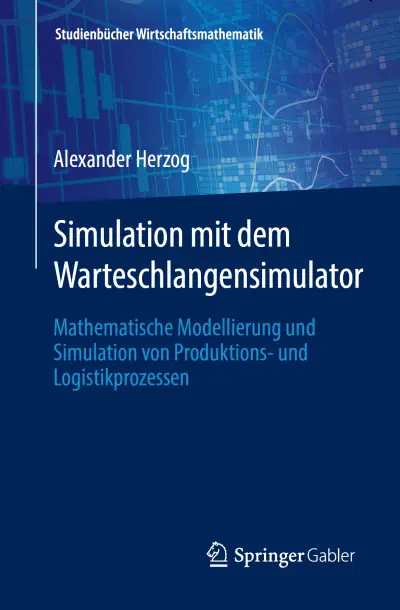 Studienbücher Wirtschaftsmathematik
Alexander Herzog
Simulation mit dem
Warteschlangensimulator
Mathematische Modellierung und
Simulation von Produktions- und
Logistikprozessen
Springer Gabler